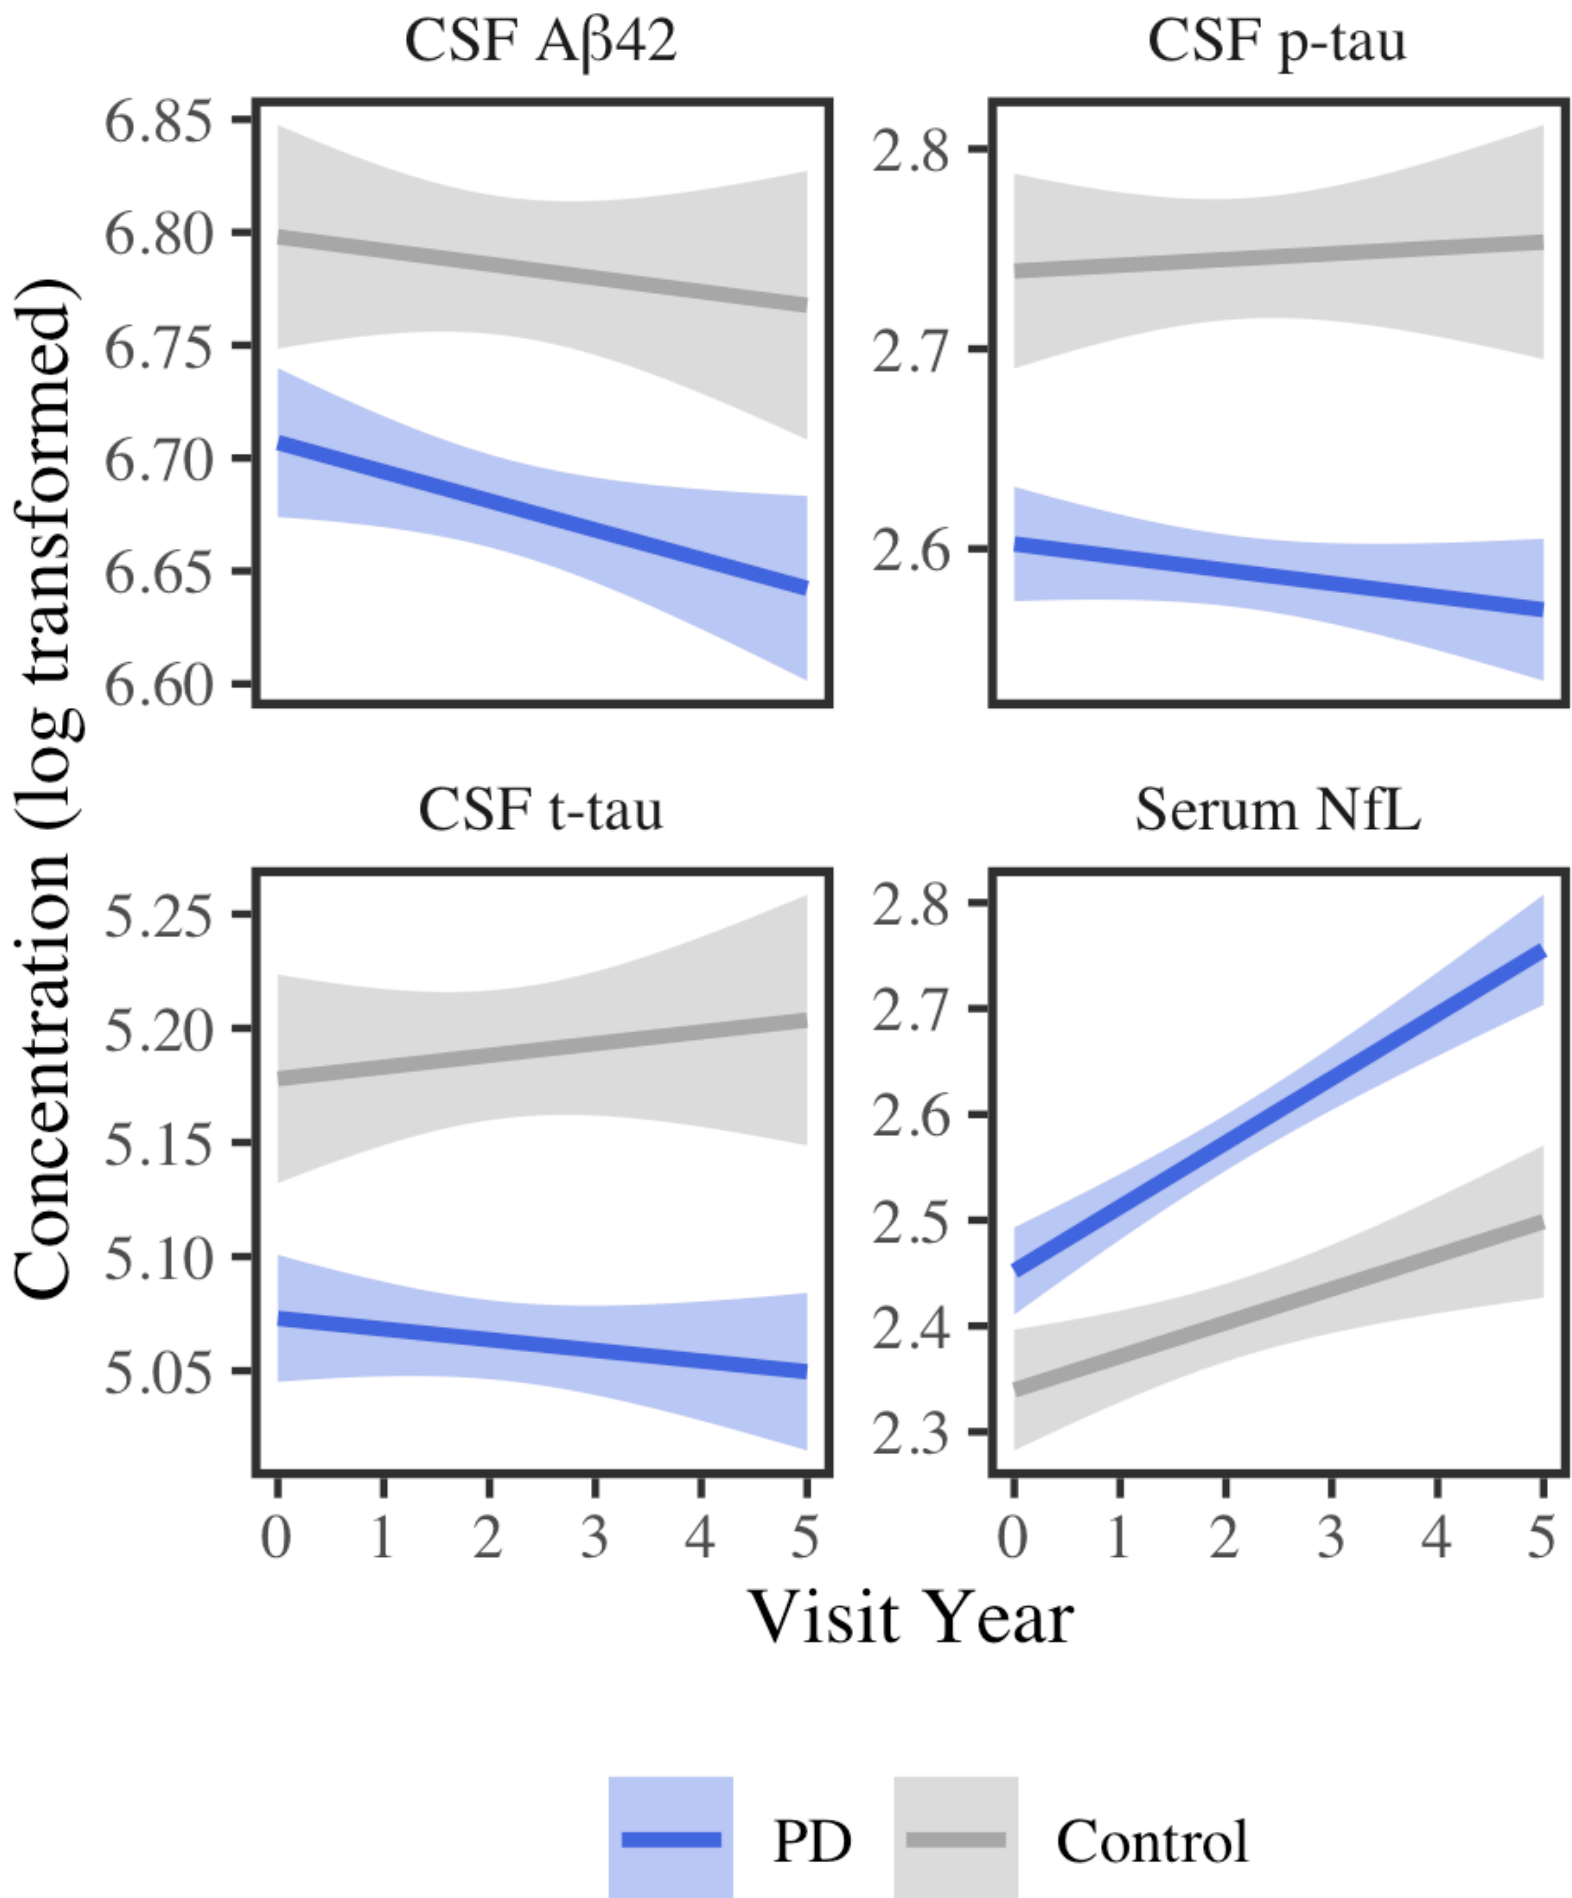 CSF Aβ42
CSF p-tau
6.85
6.80
6.75
6.70
6.65
6.60
2.8
2.7
2.6
Concentration (log transformed)
CSF t-tau
Serum NfL
5.25
5.20
5.15
5.10
5.05
2.8
2.7
2.6
2.5
2.4
2.3
0 1 2 3 4 5
0 1 2 3 4 5
Visit Year
PD
Control